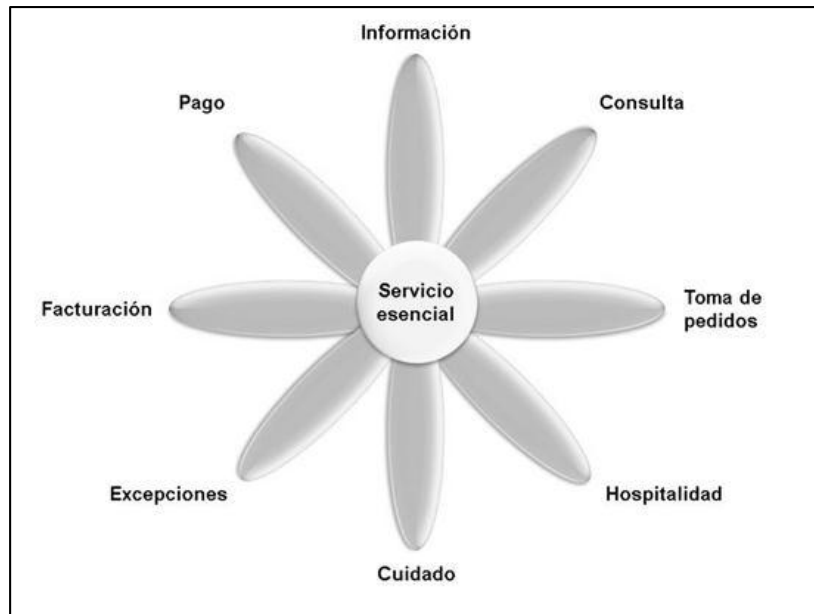 Información
Pago
Consulta
Facturación
Servicio
esencial
Toma de
pedidos
Excepciones
Hospitalidad
Cuidado